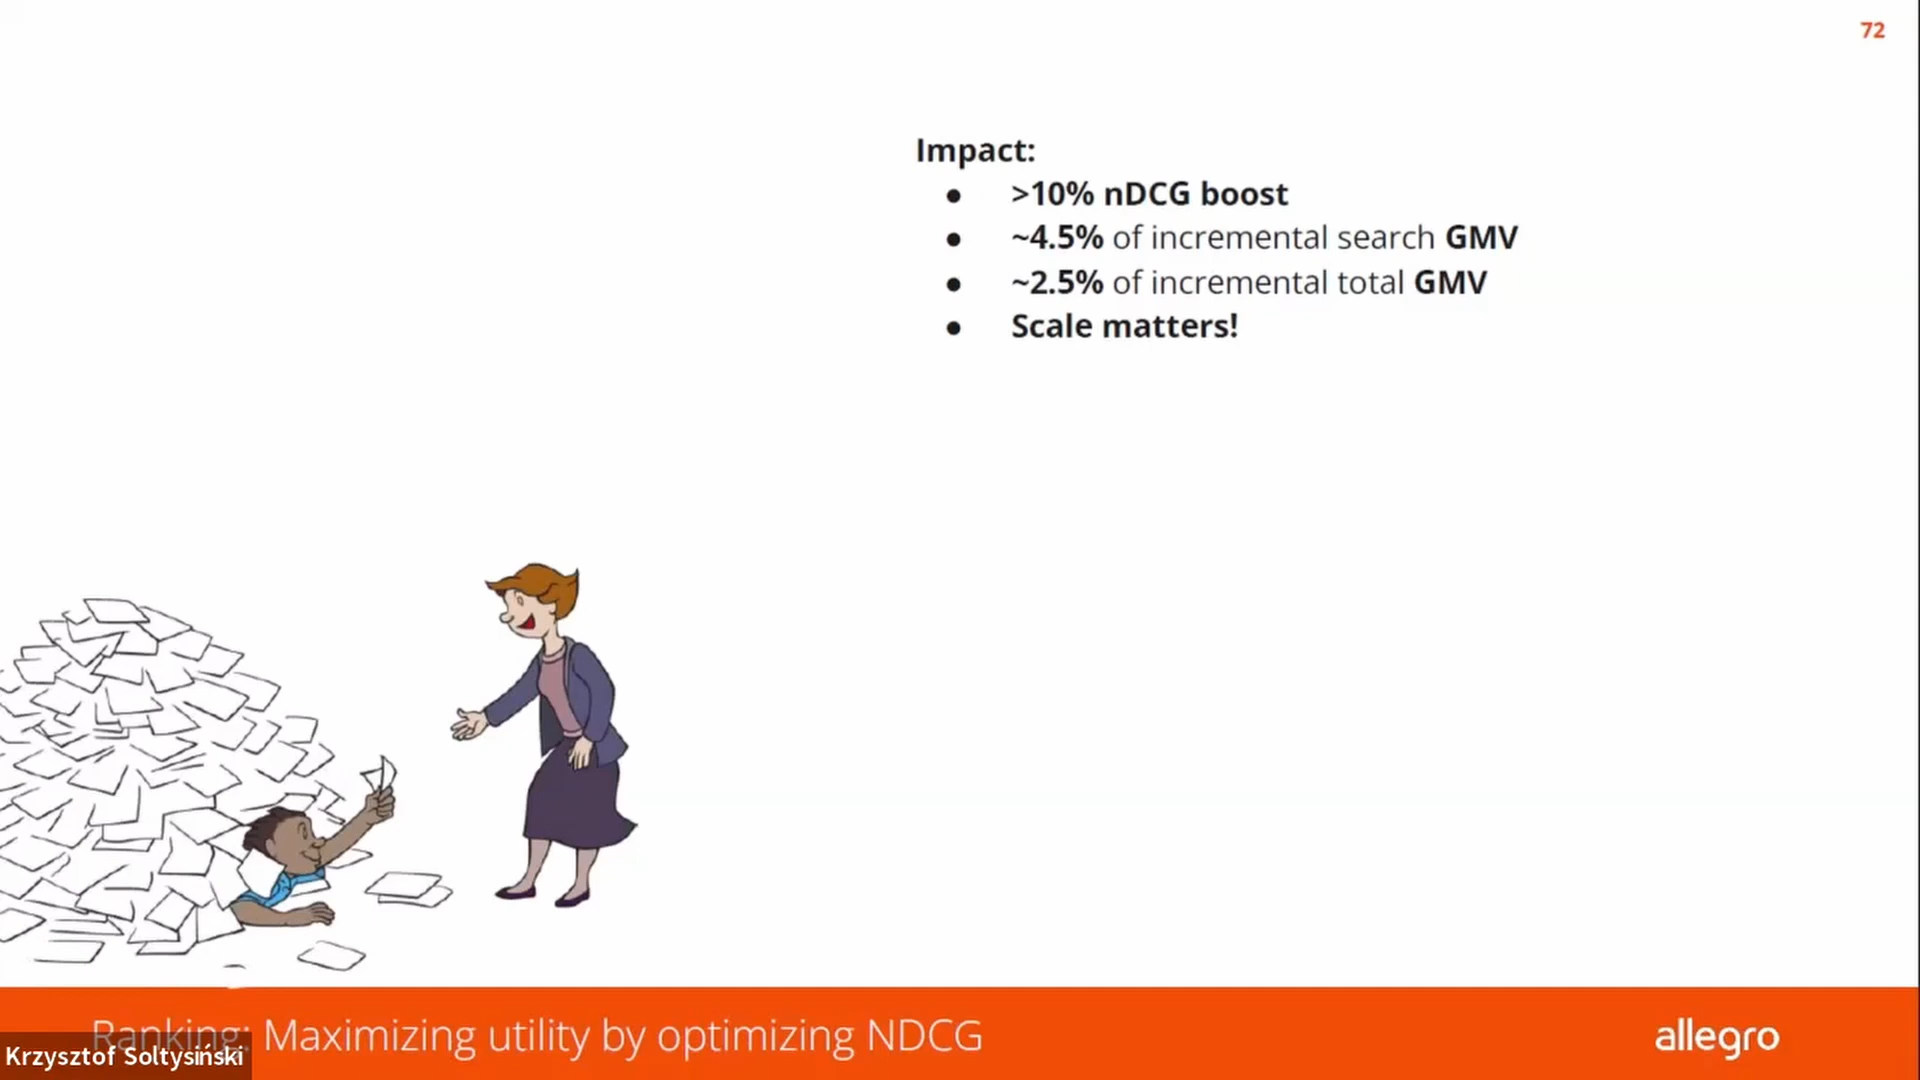 72
Impact:
● >10% nDCG boost
● ~4.5% of incremental search GMV
● ~2.5% of incremental total GMV
● Scale matters!
Ranking: Maximizing utility by optimizing NDCG
allegro
Krzysztof Soltysiński